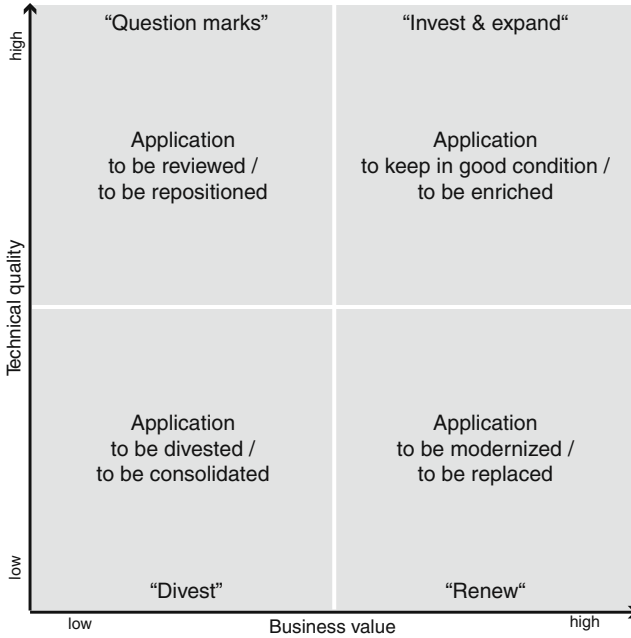 “Question marks”
“Invest & expand“
high
Application
to be reviewed /
to be repositioned
Application
to keep in good condition /
to be enriched
Technical quality
Application
to be divested /
to be consolidated
Application
to be modernized /
to be replaced
low
“Divest”
“Renew“
low
Business value
high